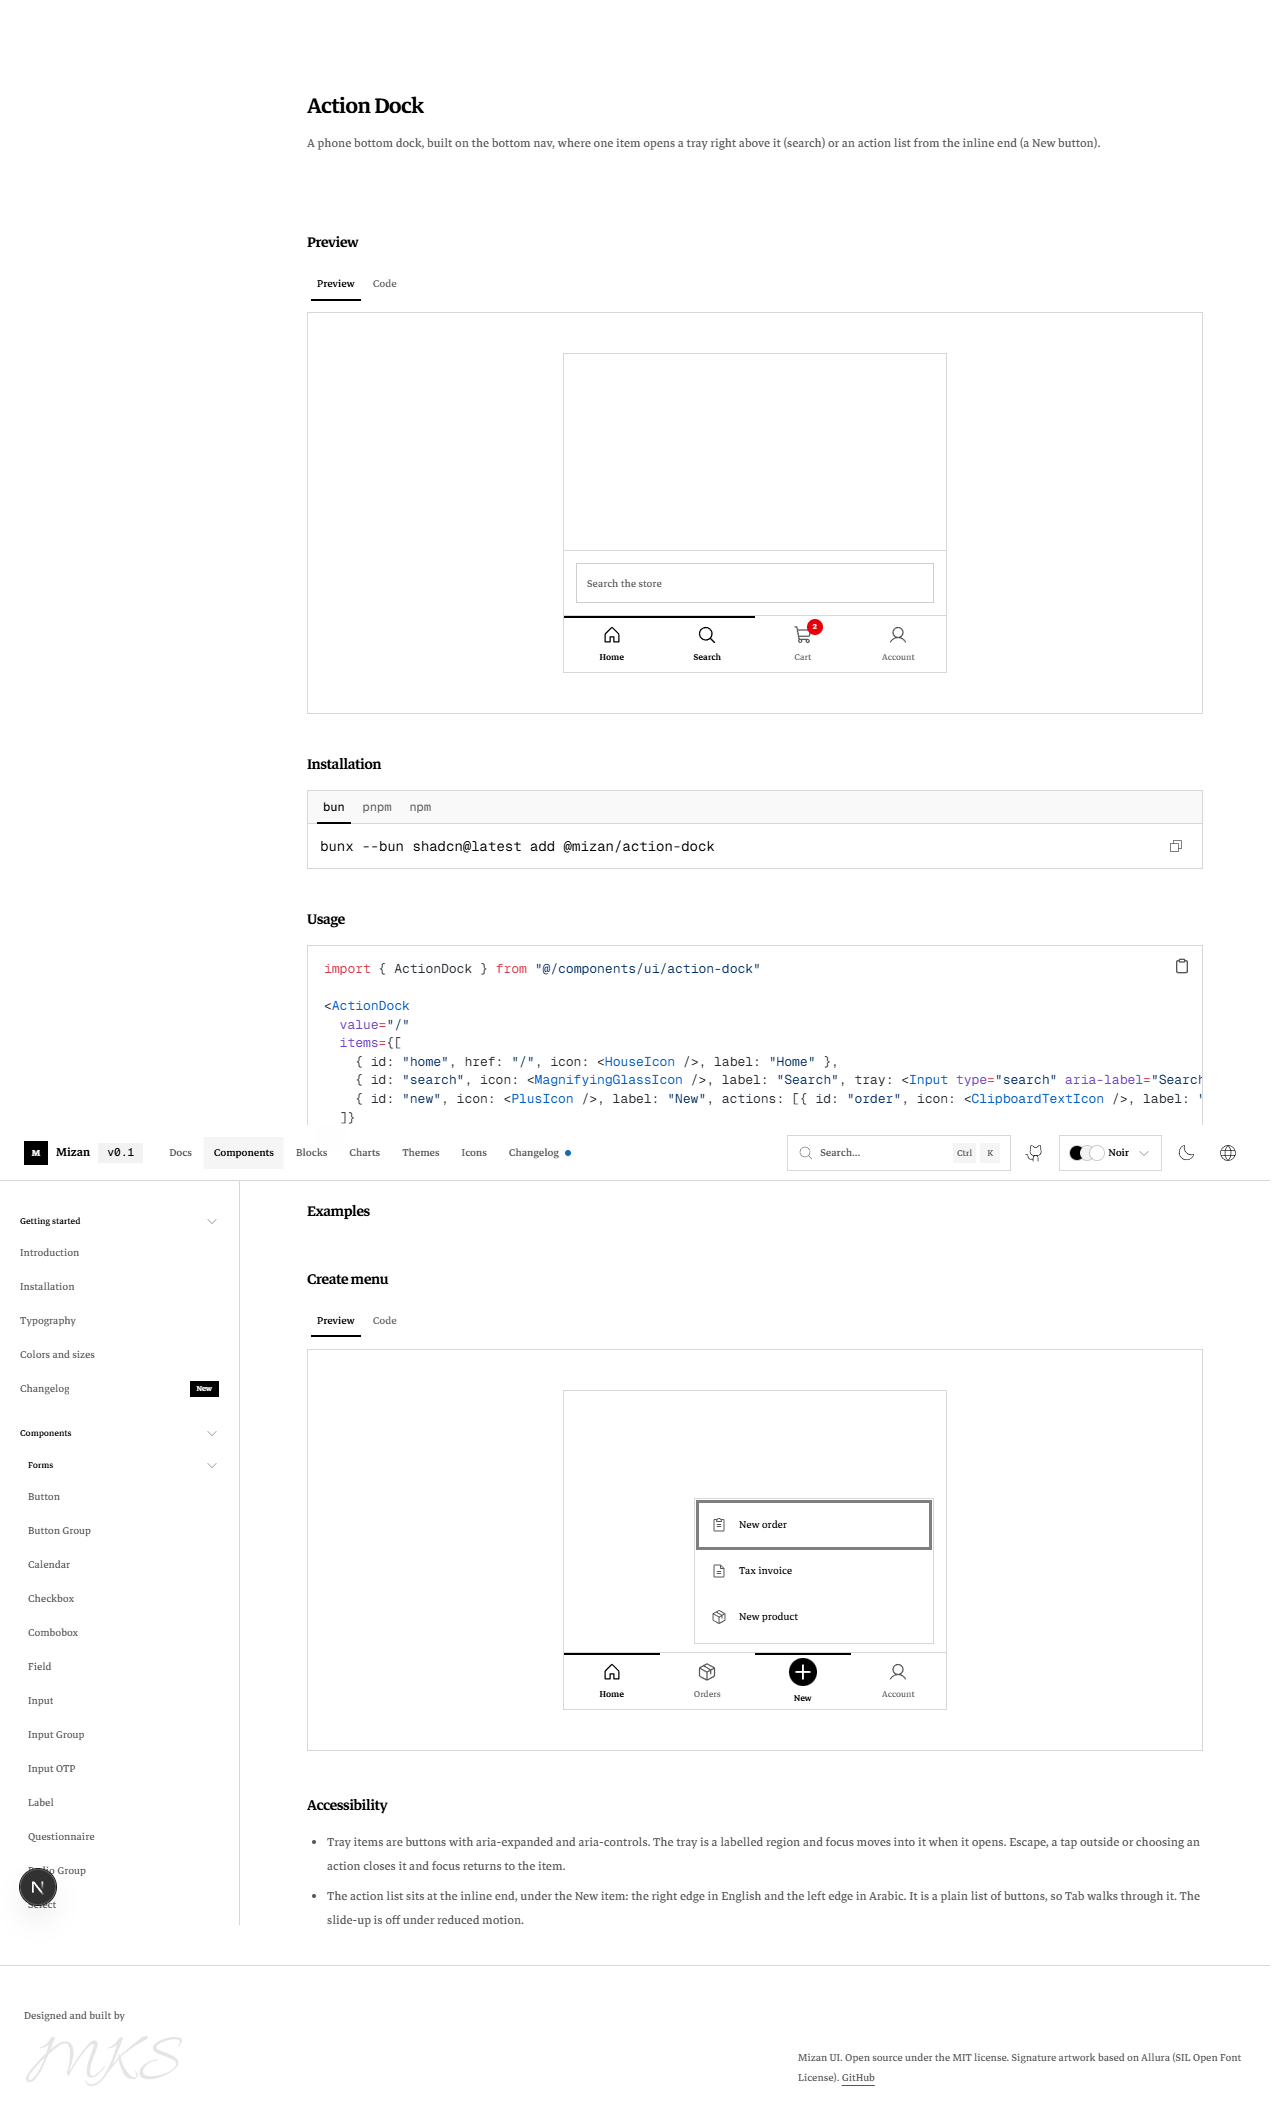 Action Dock
A phone bottom dock, built on the bottom nav, where one item opens a tray right above it (search) or an action list from the inline end (a New button).
Preview
Preview
Code
Search the store
Home
Search
2
Cart
Account
Installation
bun pnpm npm
bunx --bun shadcn@latest add @mizan/action-dock
Usage
import { ActionDock } from "@/components/ui/action-dock"
<ActionDock
value="/"
items={[
{ id: "home", href: "/", icon: <HouseIcon />, label: "Home" },
{ id: "search", icon: <MagnifyingGlassIcon />, label: "Search", tray: <Input type="search" aria-label="Search
{ id: "new", icon: <PlusIcon />, label: "New", actions: [{ id: "order", icon: <ClipboardTextIcon />, label: "
]}
M Mizan v0.1 Docs Components Blocks Charts Themes Icons Changelog Search... Ctrl K Noir
Getting started
Introduction
Installation
Typography
Colors and sizes
Changelog New
Components
Forms
Button
Button Group
Calendar
Checkbox
Combobox
Field
Input
Input Group
Input OTP
Label
Questionnaire
Group
Select
Examples
Create menu
Preview
Code
New order
Tax invoice
New product
Home
Orders
New
Account
Accessibility
• Tray items are buttons with aria-expanded and aria-controls. The tray is a labelled region and focus moves into it when it opens. Escape, a tap outside or choosing an
action closes it and focus returns to the item.
• The action list sits at the inline end, under the New item: the right edge in English and the left edge in Arabic. It is a plain list of buttons, so Tab walks through it. The
slide-up is off under reduced motion.
Designed and built by
MKS
Mizan UI. Open source under the MIT license. Signature artwork based on Allura (SIL Open Font
License). GitHub